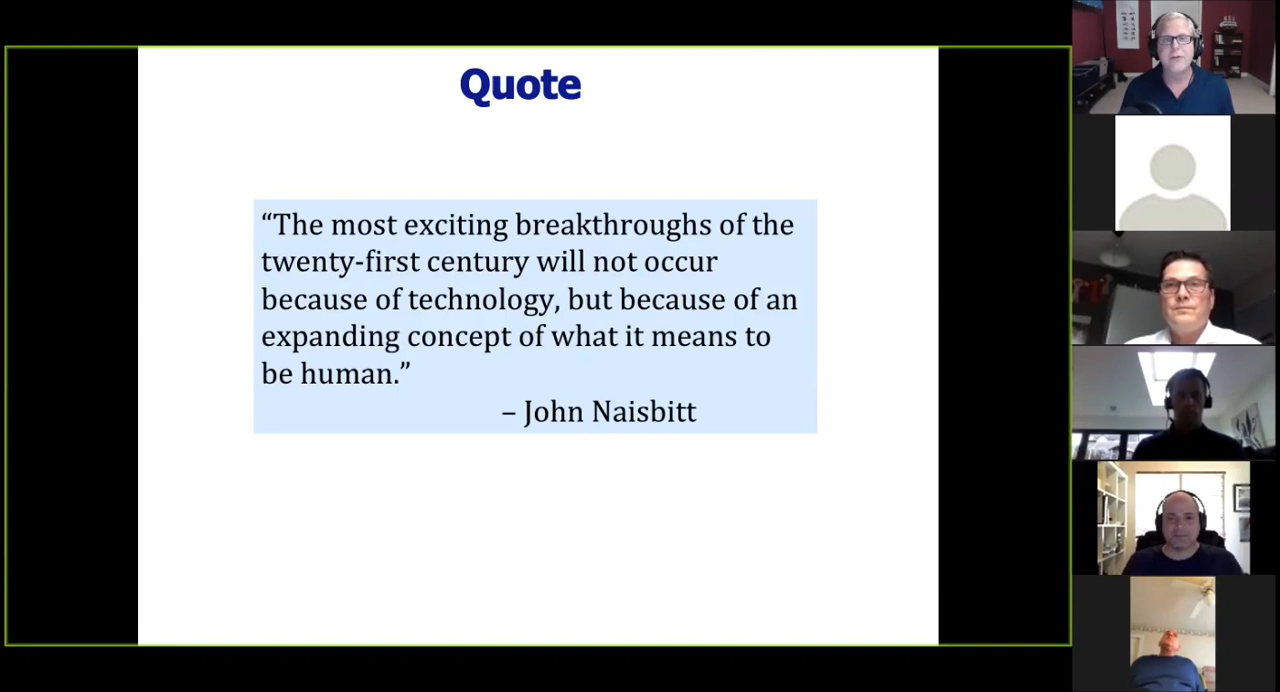 Quote
“The most exciting breakthroughs of the
twenty-first century will not occur
because of technology, but because of an
expanding concept of what it means to
be human.”
– John Naisbitt